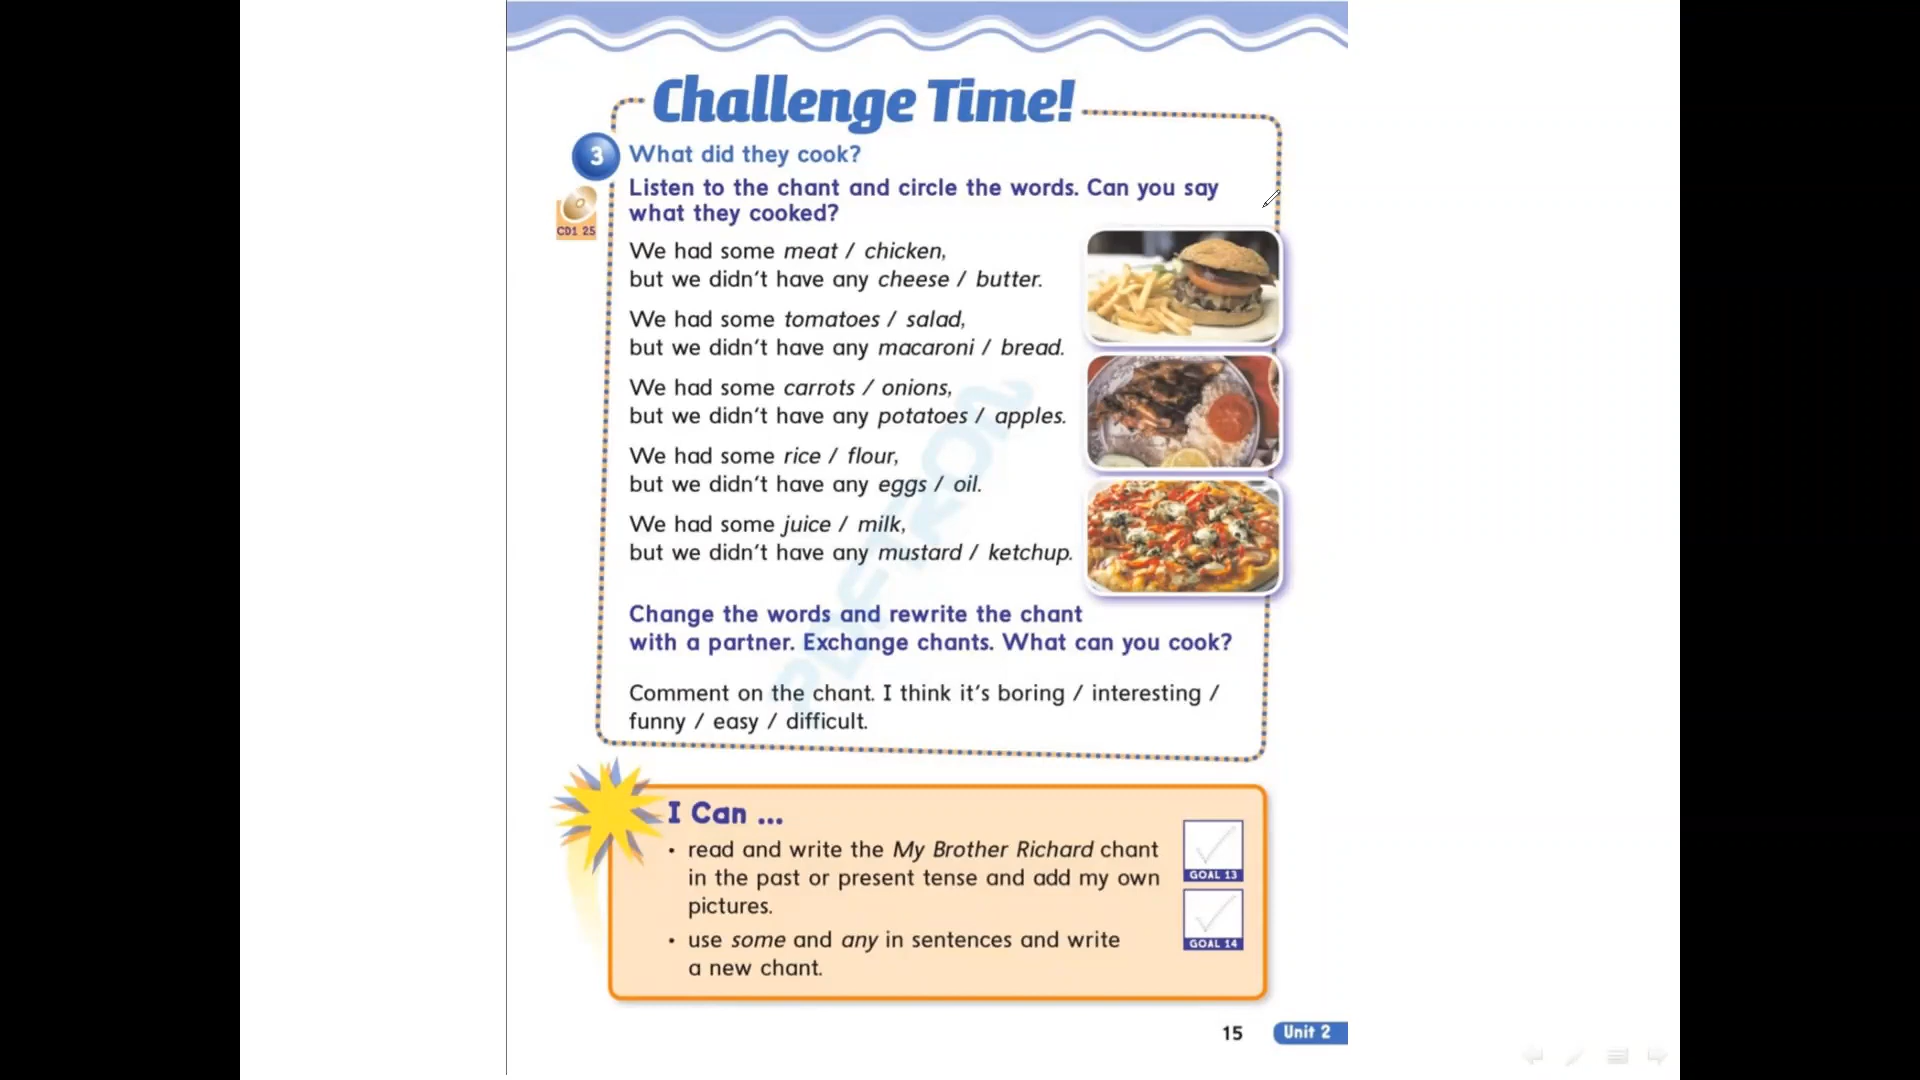 Challenge Time!
3 What did they cook?
Listen to the chant and circle the words. Can you say
what they cooked?
CD1 25
We had some meat / chicken,
but we didn't have any cheese / butter.
We had some tomatoes / salad,
but we didn't have any macaroni / bread.
We had some carrots / onions,
but we didn't have any potatoes / apples.
We had some rice / flour,
but we didn't have any eggs / oil.
We had some juice / milk,
but we didn't have any mustard / ketchup.
PDFTRON
Change the words and rewrite the chant
with a partner. Exchange chants. What can you cook?
Comment on the chant. I think it's boring / interesting /
funny / easy / difficult.
I Can ...
• read and write the My Brother Richard chant
in the past or present tense and add my own
pictures.
GOAL 13
• use some and any in sentences and write
a new chant.
GOAL 14
15 Unit 2